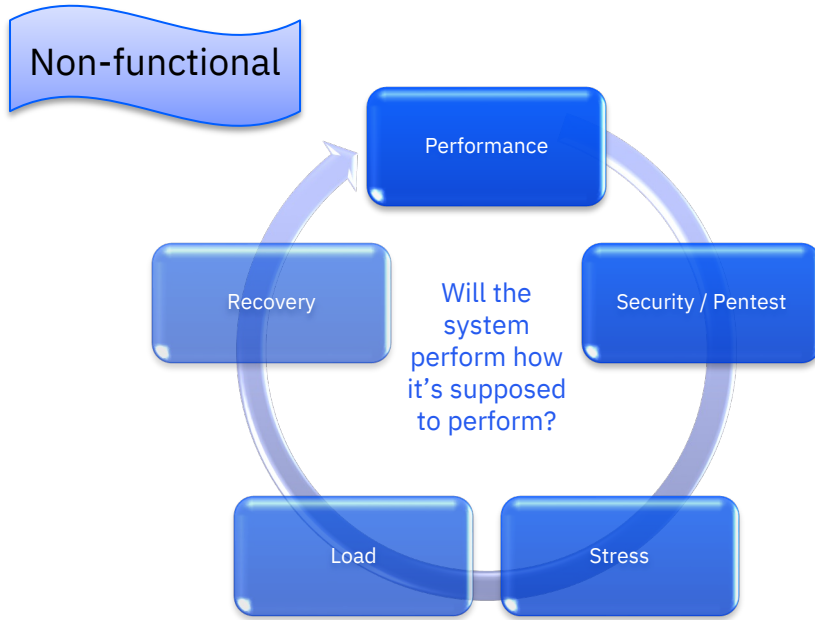 Non-functional
Performance
Security / Pentest
Stress
Load
Recovery
Will the
system
perform how
it’s supposed
to perform?